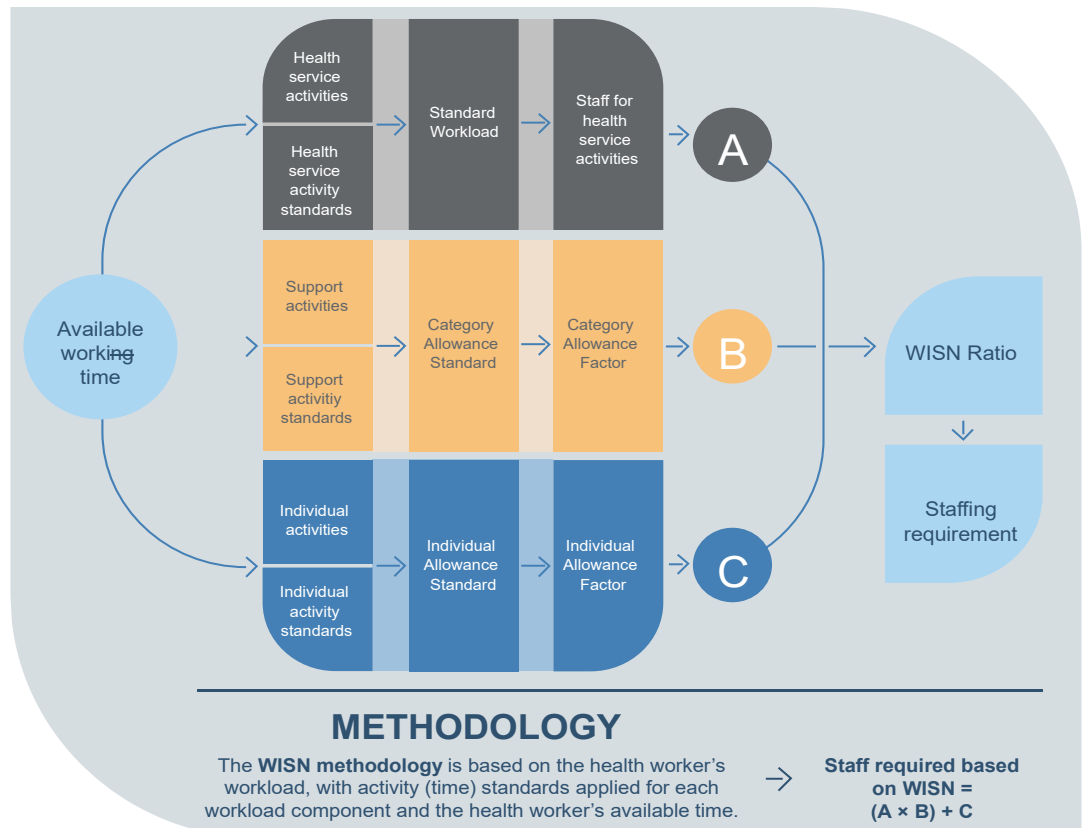 Health
service
activities
Health
service
activity
standards
Standard
Workload
Staff for
health
service
activities
A
Available
working
time
Support
activities
Support
activitiy
standards
Category
Allowance
Standard
Category
Allowance
Factor
B
WISN Ratio
Staffing
requirement
Individual
activities
Individual
activity
standards
Individual
Allowance
Standard
Individual
Allowance
Factor
C
METHODOLOGY
The WISN methodology is based on the health worker’s
workload, with activity (time) standards applied for each
workload component and the health worker’s available time.
Staff required based
on WISN =
(A × B) + C